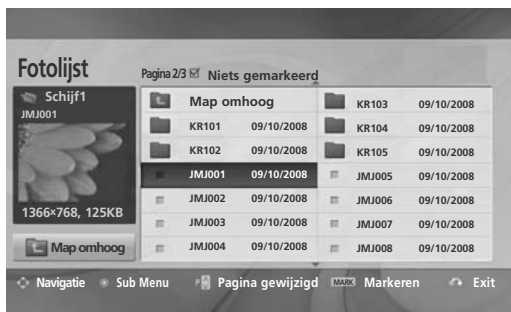 Fotolijst
Pagina 2/3 Niets gemarkeerd
Schijf1
JMJ001
1366×768, 125KB
Map omhoog
Map omhoog
KR101 09/10/2008
KR102 09/10/2008
JMJ001 09/10/2008
JMJ002 09/10/2008
JMJ003 09/10/2008
JMJ004 09/10/2008
KR103 09/10/2008
KR104 09/10/2008
KR105 09/10/2008
JMJ005 09/10/2008
JMJ006 09/10/2008
JMJ007 09/10/2008
JMJ008 09/10/2008
Navigatie Sub Menu P Pagina gewijzigd MARK Markeren Exit